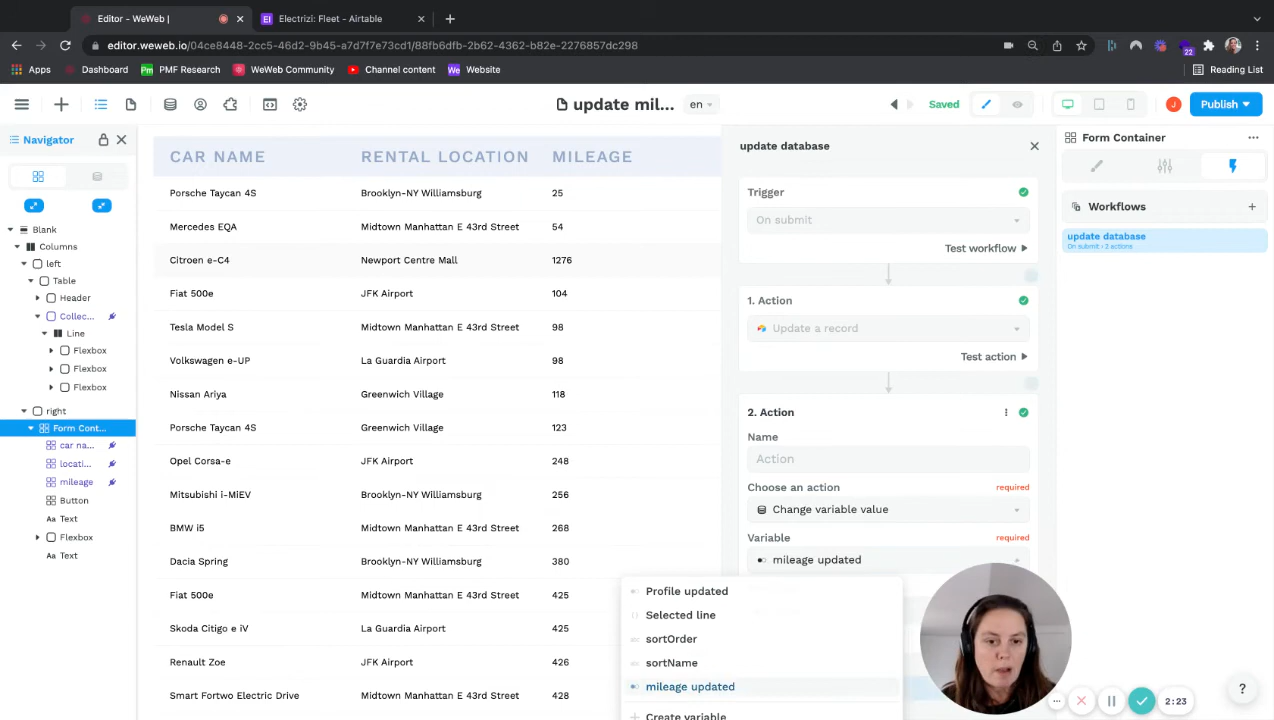 Editor - WeWeb |
Electrizi: Fleet - Airtable
editor.weweb.io/04ce8448-2cc5-46d2-9b45-a7d7f7e73cd1/88fb6dfb-2b62-4362-b82e-2276857dc298
22
Apps
Dashboard
Pm PMF Research
WeWeb Community
Channel content
We Website
Reading List
update mil...
en
Saved
J
Publish
Navigator
CAR NAME RENTAL LOCATION MILEAGE
Porsche Taycan 4S Brooklyn-NY Williamsburg 25
Mercedes EQA Midtown Manhattan E 43rd Street 54
Citroen e-C4 Newport Centre Mall 1276
Fiat 500e JFK Airport 104
Tesla Model S Midtown Manhattan E 43rd Street 98
Volkswagen e-UP La Guardia Airport 98
Nissan Ariya Greenwich Village 118
Porsche Taycan 4S Greenwich Village 123
Opel Corsa-e JFK Airport 248
Mitsubishi i-MiEV Brooklyn-NY Williamsburg 256
BMW i5 Midtown Manhattan E 43rd Street 268
Dacia Spring Brooklyn-NY Williamsburg 380
Fiat 500e Midtown Manhattan E 43rd Street 425
Skoda Citigo e iV La Guardia Airport 425
Renault Zoe JFK Airport 426
Smart Fortwo Electric Drive Midtown Manhattan E 43rd Street 428
Blank
Columns
left
Table
Header
Collec...
Line
Flexbox
Flexbox
Flexbox
right
Form Cont...
car na...
locati...
mileage
Button
Aa Text
Flexbox
Aa Text
update database
Trigger
On submit
Test workflow
1. Action
Update a record
Test action
2. Action
Name
Action
Choose an action required
Change variable value
Variable required
mileage updated
Profile updated
Selected line
sortOrder
sortName
mileage updated
Create variable
Form Container
Workflows
update database
On submit • 2 actions
2:23
?